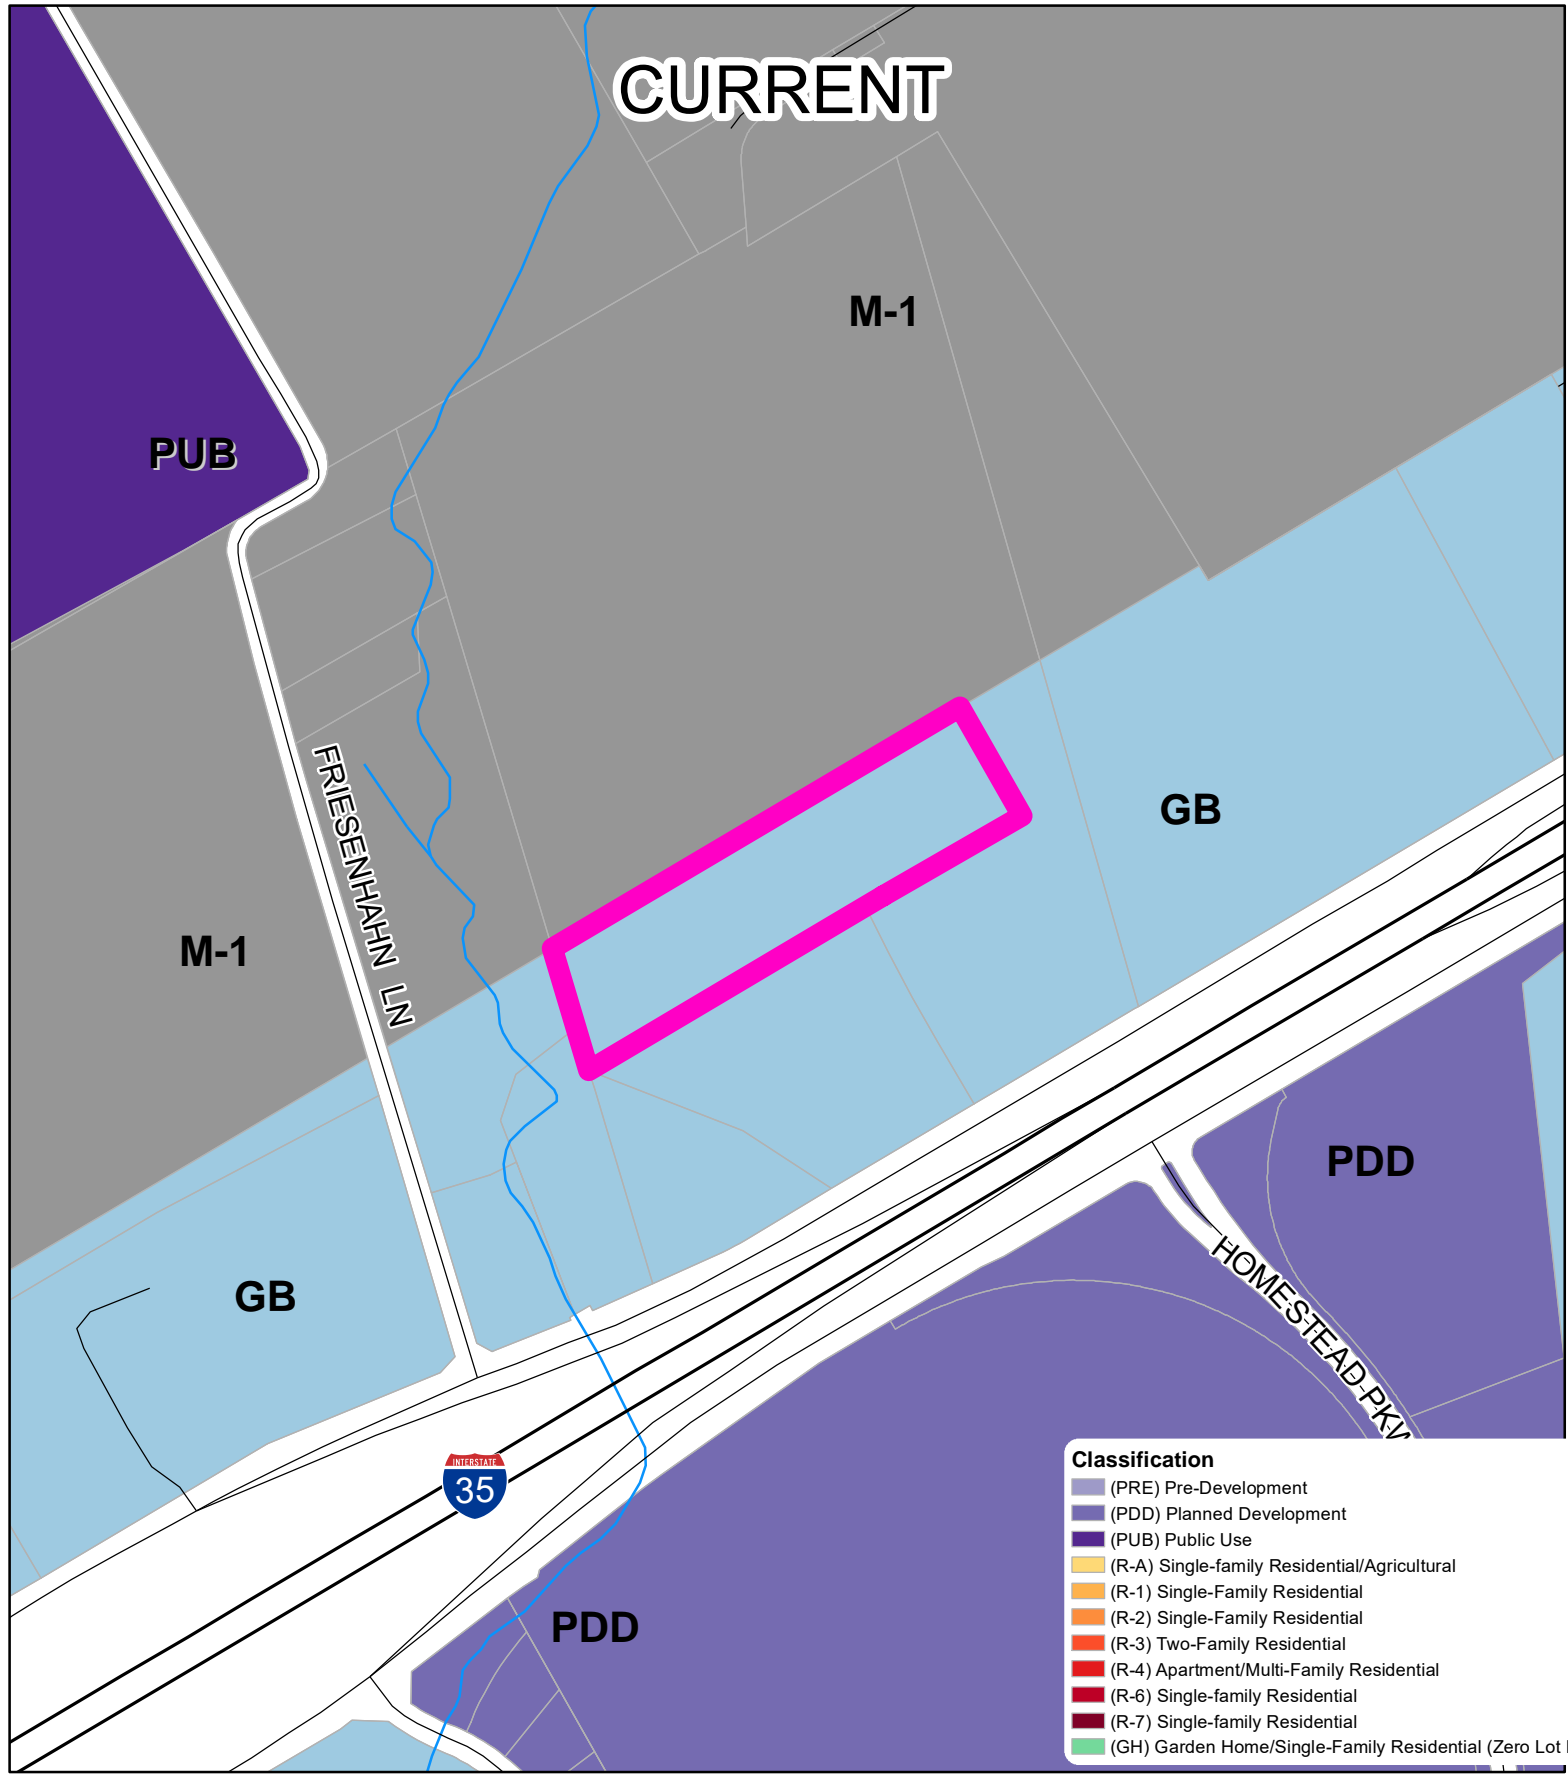 CURRENT
M-1
PUB
GB
FRIESENHAHN LN
M-1
PDD
HOMESTEAD PKW
GB
INTERSTATE
35
PDD
Classification
(PRE) Pre-Development
(PDD) Planned Development
(PUB) Public Use
(R-A) Single-family Residential/Agricultural
(R-1) Single-Family Residential
(R-2) Single-Family Residential
(R-3) Two-Family Residential
(R-4) Apartment/Multi-Family Residential
(R-6) Single-family Residential
(R-7) Single-family Residential
(GH) Garden Home/Single-Family Residential (Zero Lot